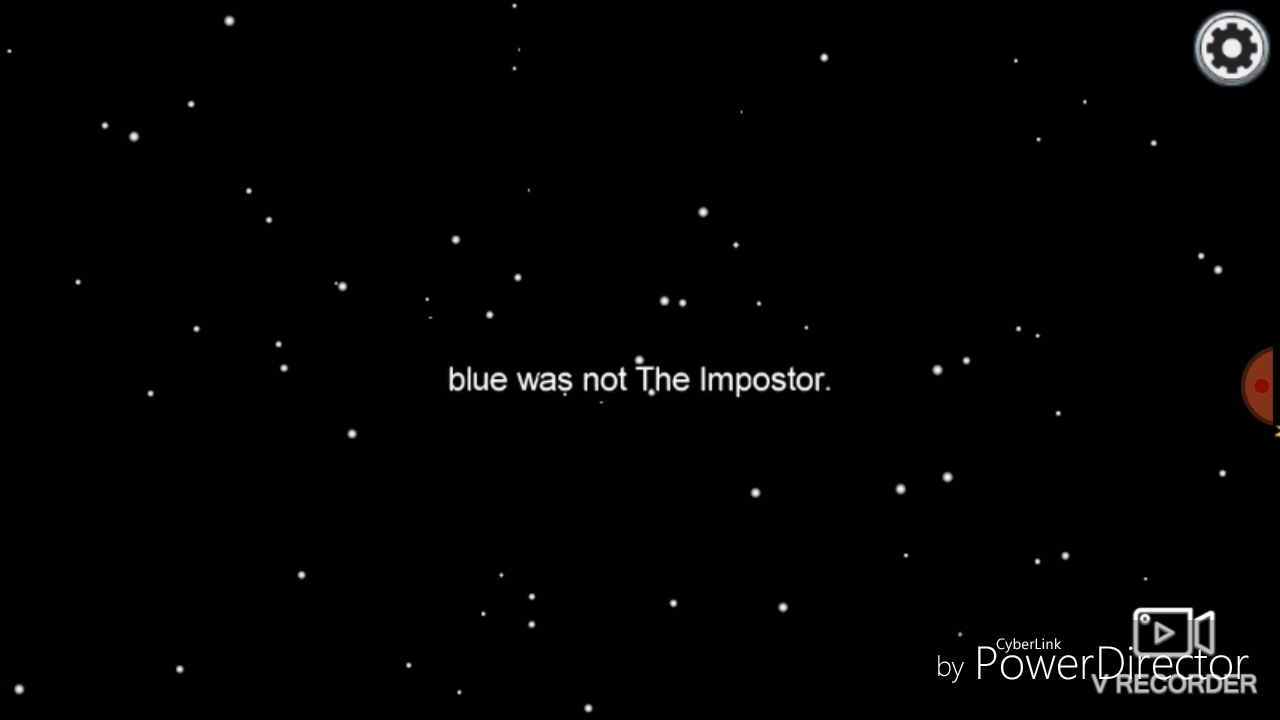 blue was not The Impostor.
CyberLink
by PowerDirector
V RECORDER